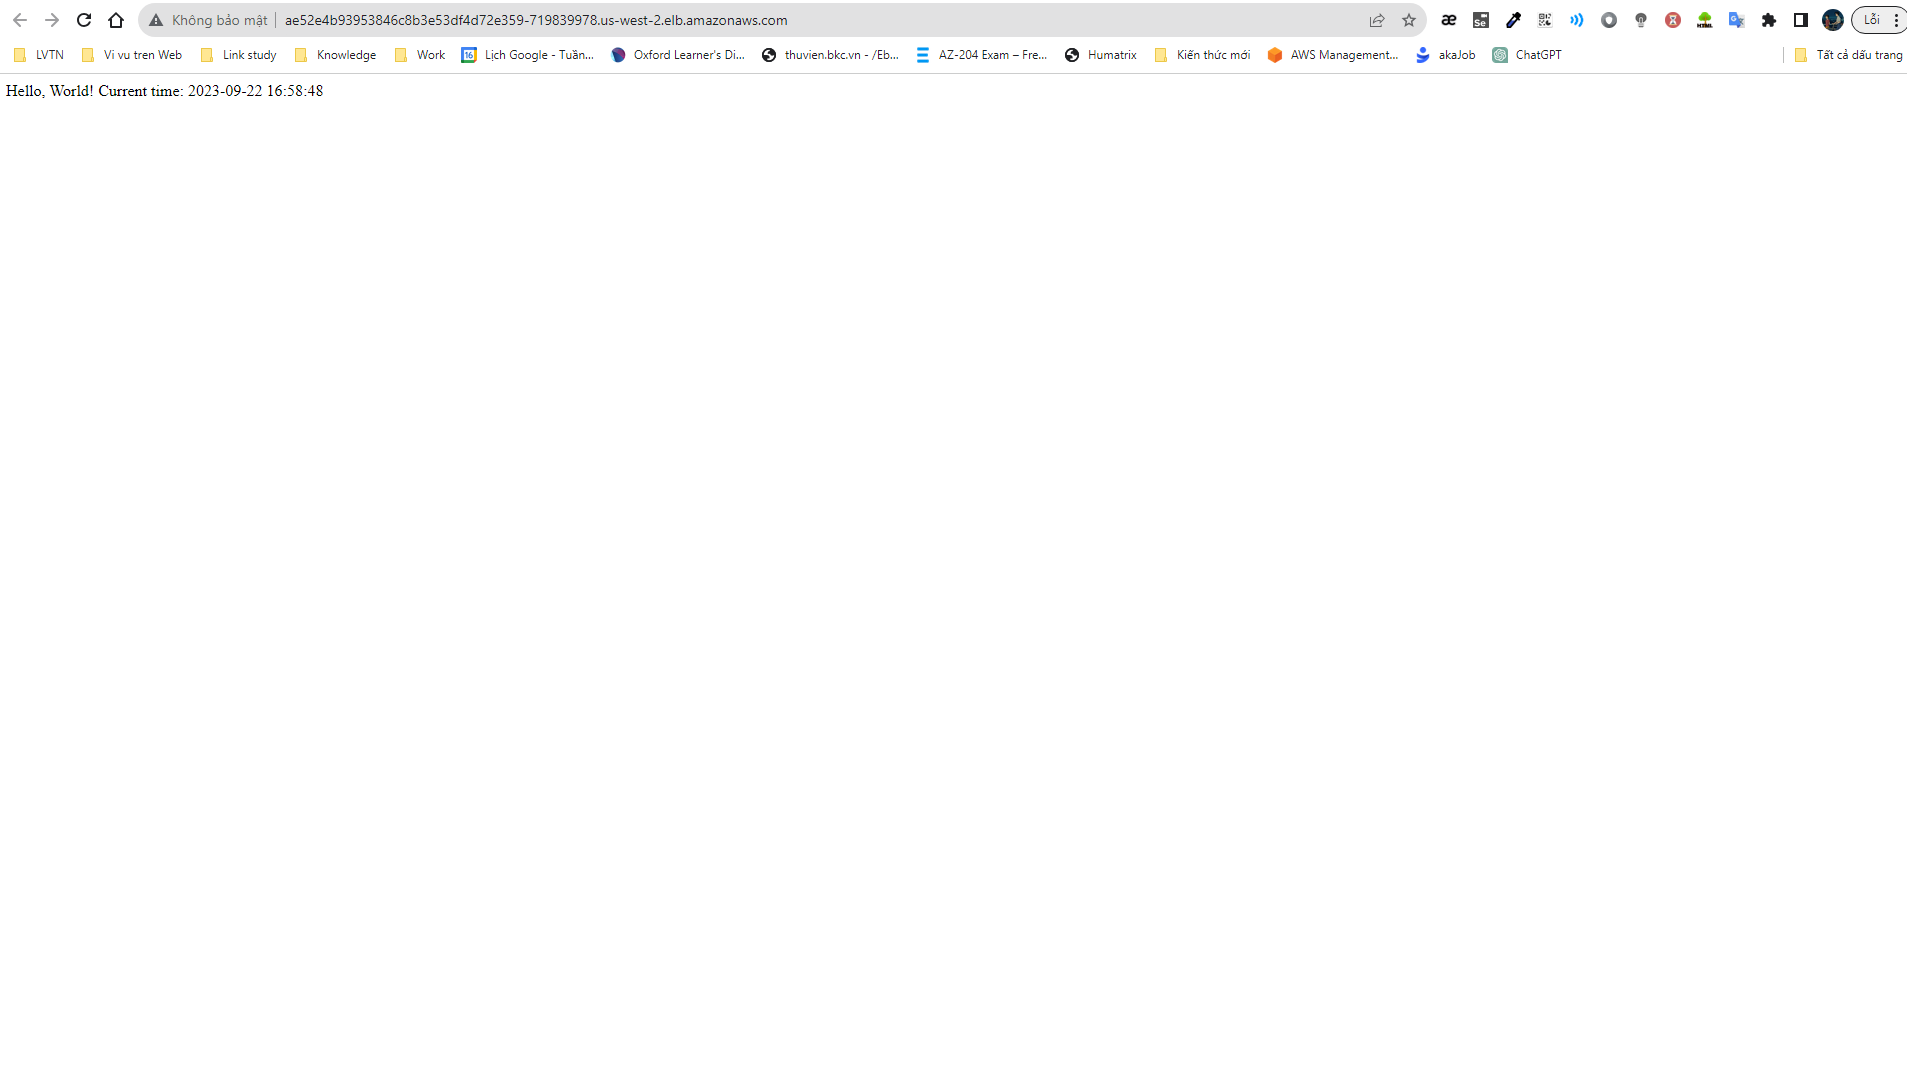 Không bảo mật ae52e4b93953846c8b3e53df4d72e359-719839978.us-west-2.elb.amazonaws.com æ Se HTML Lỗi
LVTN Vi vu tren Web Link study Knowledge Work 16 Lịch Google - Tuần... Oxford Learner's Di... thuvien.bkc.vn - /Eb... AZ-204 Exam – Fre... Humatrix Kiến thức mới AWS Management... akaJob ChatGPT Tất cả dấu trang
Hello, World! Current time: 2023-09-22 16:58:48